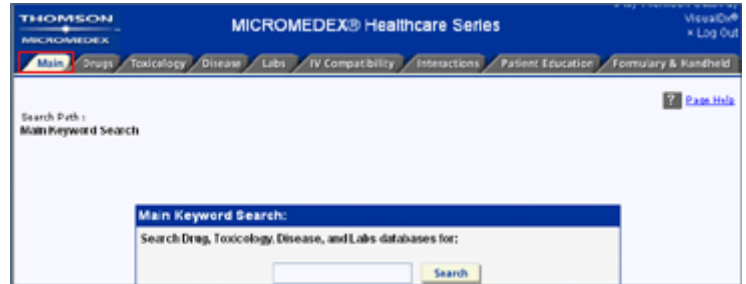 THOMSON
MICROMEDEX
MICROMEDEX® Healthcare Series
VisualDx®
× Log Out
Main Drugs Toxicology Disease Labs IV Compatibility Interactions Patient Education Formulary & Handheld
? Page Help
Search Path :
Main Keyword Search
Main Keyword Search:
Search Drug, Toxicology, Disease, and Labs databases for:
Search